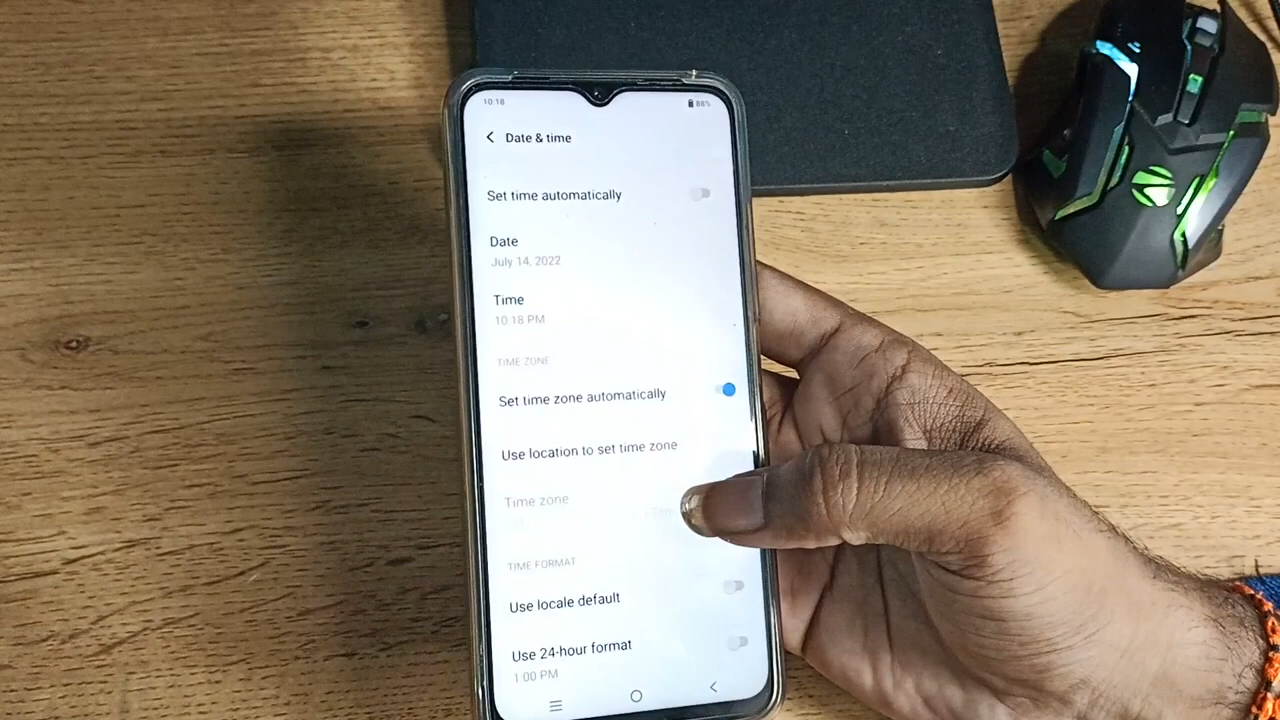 10:18
88%
Date & time
Set time automatically
Date
July 14, 2022
Time
10:18 PM
TIME ZONE
Set time zone automatically
Use location to set time zone
Time zone
TIME FORMAT
Use locale default
Use 24-hour format
1:00 PM